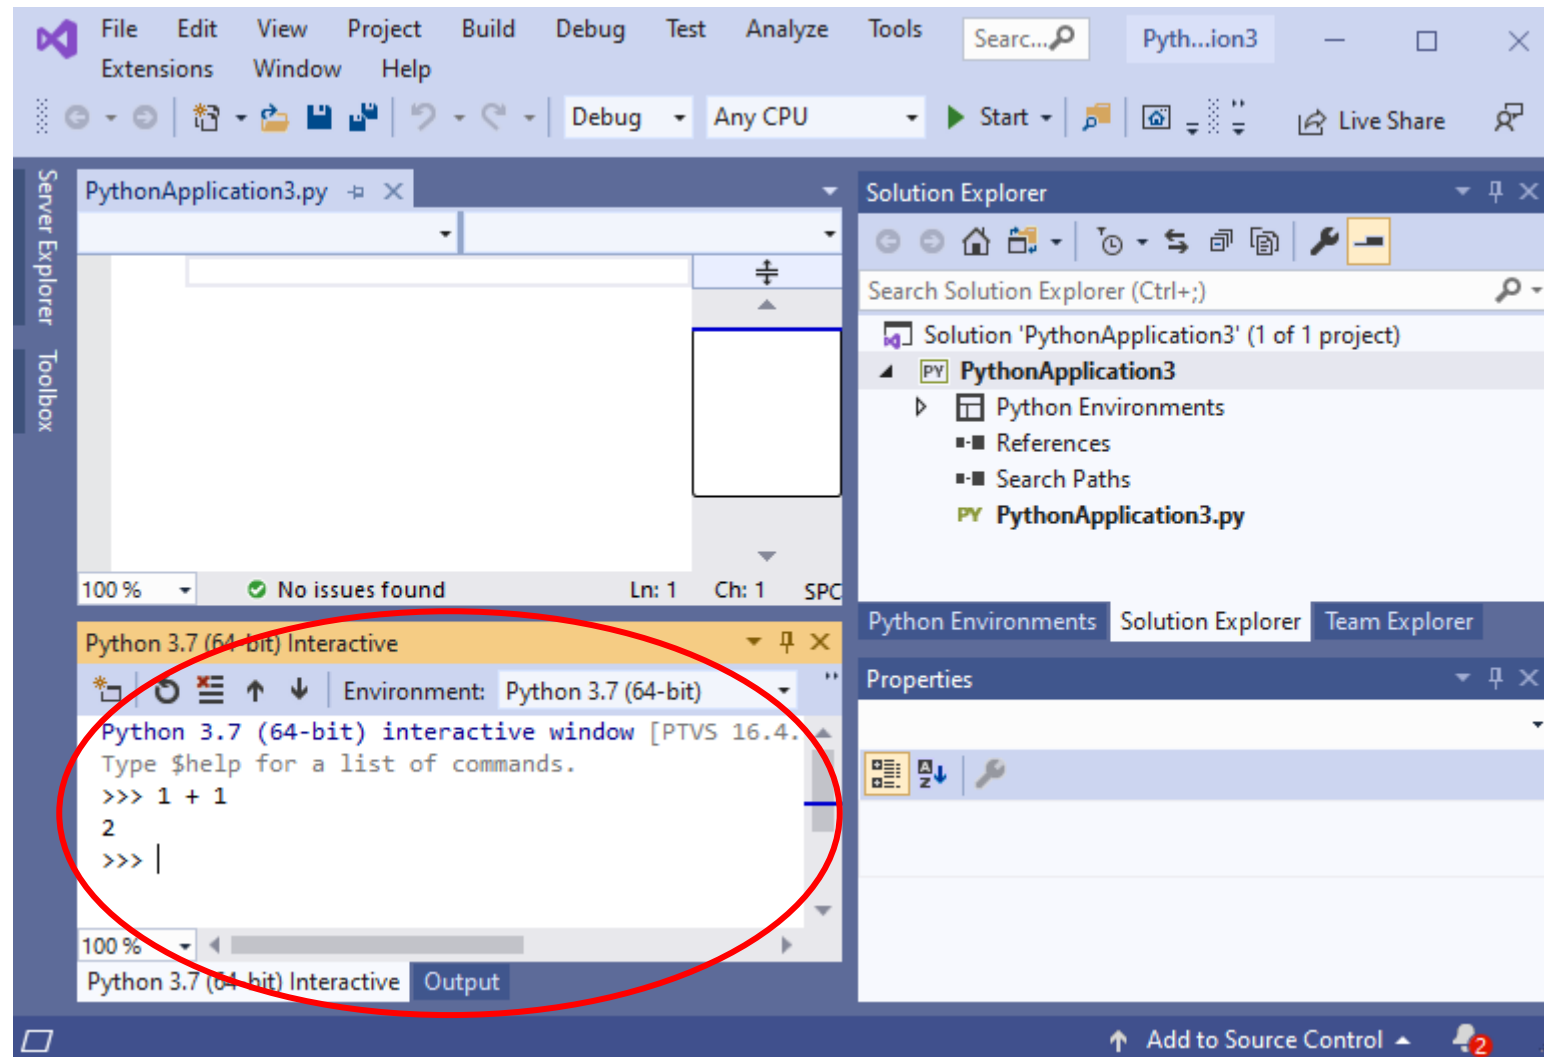 File Edit View Project Build Debug Test Analyze Tools Searc... Pyth...ion3
Extensions Window Help
Debug Any CPU Start Live Share
Server Explorer
Toolbox
PythonApplication3.py
100 % No issues found Ln: 1 Ch: 1 SPC
Python 3.7 (64-bit) Interactive
Environment: Python 3.7 (64-bit)
Python 3.7 (64-bit) interactive window [PTVS 16.4.
Type $help for a list of commands.
>>> 1 + 1
2
>>>
100 %
Python 3.7 (64-bit) Interactive Output
Solution Explorer
Search Solution Explorer (Ctrl+;)
Solution 'PythonApplication3' (1 of 1 project)
PY PythonApplication3
Python Environments
References
Search Paths
PY PythonApplication3.py
Python Environments Solution Explorer Team Explorer
Properties
AZ
Add to Source Control 2